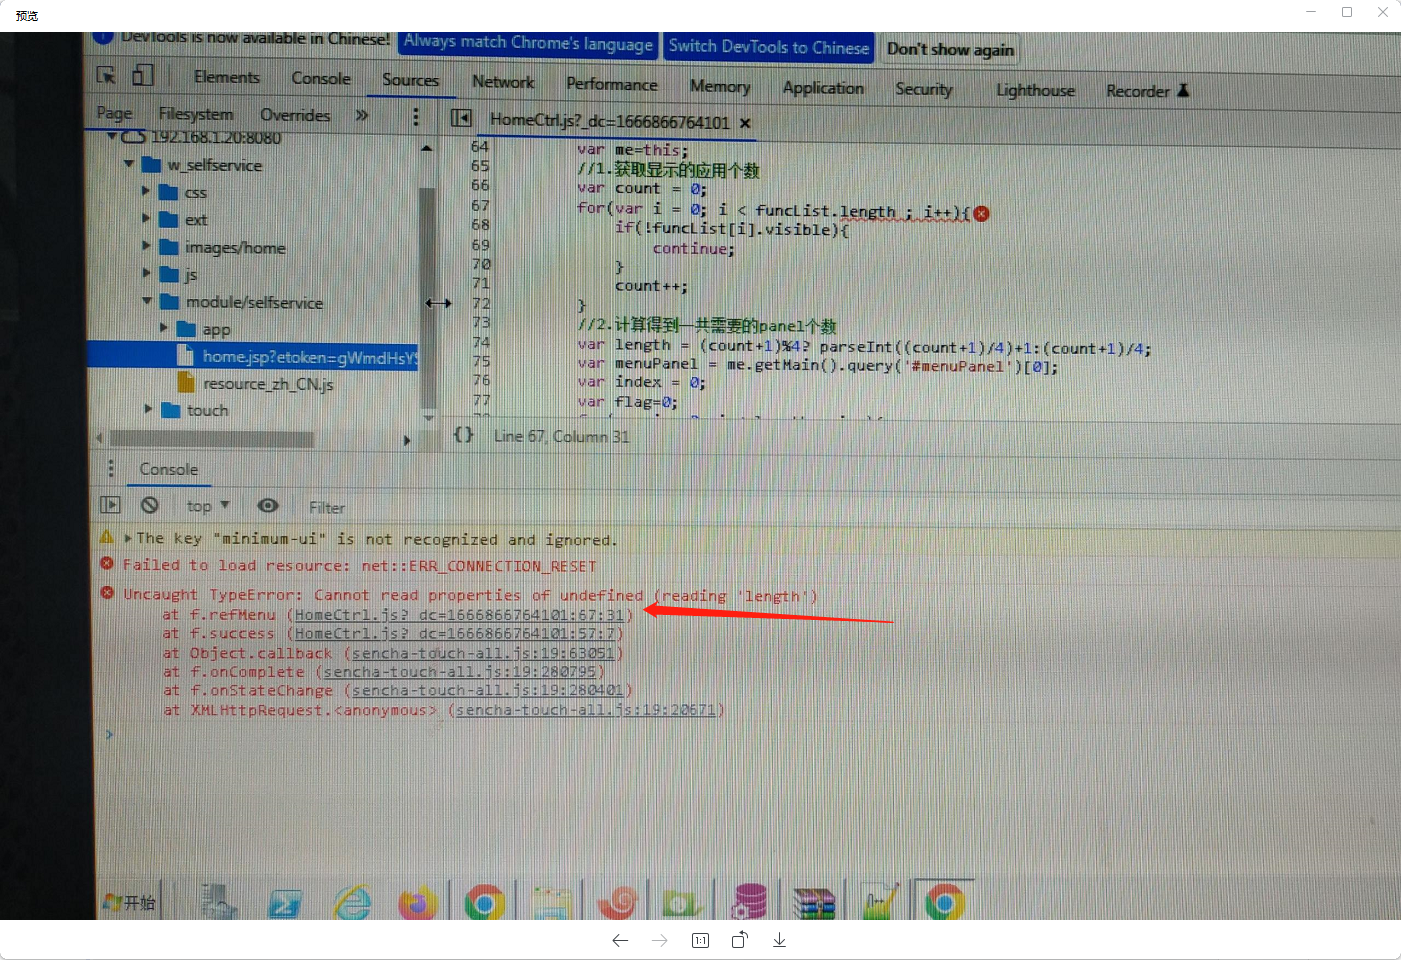 预览
DevTools is now available in Chinese!
Always match Chrome's language
Switch DevTools to Chinese
Don't show again
Elements
Console
Sources
Network
Performance
Memory
Application
Security
Lighthouse
Recorder
Page
Filesystem
Overrides
»
HomeCtrl.js?_dc=1666866764101 ×
192.168.1.20:8080
w_selfservice
css
ext
images/home
js
module/selfservice
app
home.jsp?etoken=gWmdHsYS
resource_zh_CN.js
touch
64 var me=this;
65 //1.获取显示的应用个数
66 var count = 0;
67 for(var i = 0; i < funcList.length ; i++){
68 if(!funcList[i].visible){
69 continue;
70 }
71 count++;
72 }
73 //2.计算得到一共需要的panel个数
74 var length = (count+1)%4? parseInt((count+1)/4)+1:(count+1)/4;
75 var menuPanel = me.getMain().query('#menuPanel')[0];
76 var index = 0;
77 var flag=0;
{} Line 67, Column 31
Console
top
Filter
The key "minimum-ui" is not recognized and ignored.
Failed to load resource: net::ERR_CONNECTION_RESET
Uncaught TypeError: Cannot read properties of undefined (reading 'length')
at f.refMenu (HomeCtrl.js?_dc=1666866764101:67:31)
at f.success (HomeCtrl.js?_dc=1666866764101:57:7)
at Object.callback (sencha-touch-all.js:19:63051)
at f.onComplete (sencha-touch-all.js:19:280795)
at f.onStateChange (sencha-touch-all.js:19:280401)
at XMLHttpRequest.<anonymous> (sencha-touch-all.js:19:20671)
开始
1:1